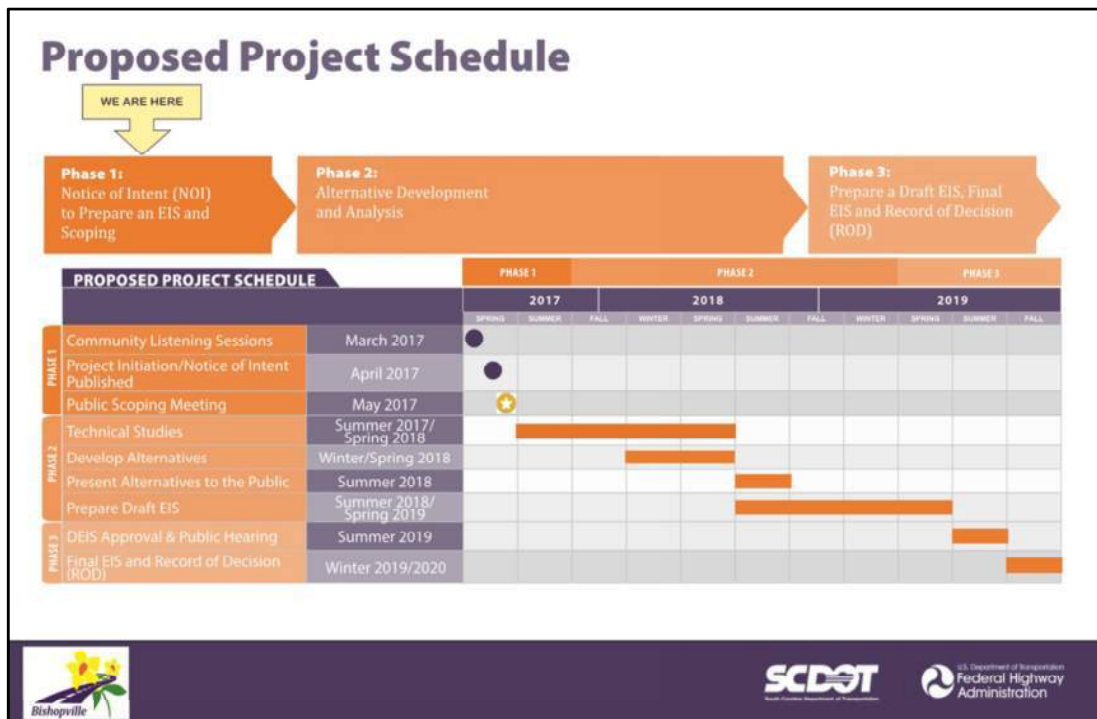 Proposed Project Schedule
WE ARE HERE
Phase 1:
Notice of Intent (NOI)
to Prepare an EIS and
Scoping
Phase 2:
Alternative Development
and Analysis
Phase 3:
Prepare a Draft EIS, Final
EIS and Record of Decision
(ROD)
PROPOSED PROJECT SCHEDULE
PHASE 1
PHASE 2
PHASE 3
2017
2018
2019
SPRING
SUMMER
FALL
WINTER
SPRING
SUMMER
FALL
WINTER
SPRING
SUMMER
FALL
PHASE 1
Community Listening Sessions
March 2017
Project Initiation/Notice of Intent
Published
April 2017
Public Scoping Meeting
May 2017
PHASE 2
Technical Studies
Summer 2017/
Spring 2018
Develop Alternatives
Winter/Spring 2018
Present Alternatives to the Public
Summer 2018
Prepare Draft EIS
Summer 2018/
Spring 2019
PHASE 3
DEIS Approval & Public Hearing
Summer 2019
Final EIS and Record of Decision
(ROD)
Winter 2019/2020
Bishopville
SCDOT
South Carolina Department of Transportation
U.S. Department of Transportation
Federal Highway
Administration